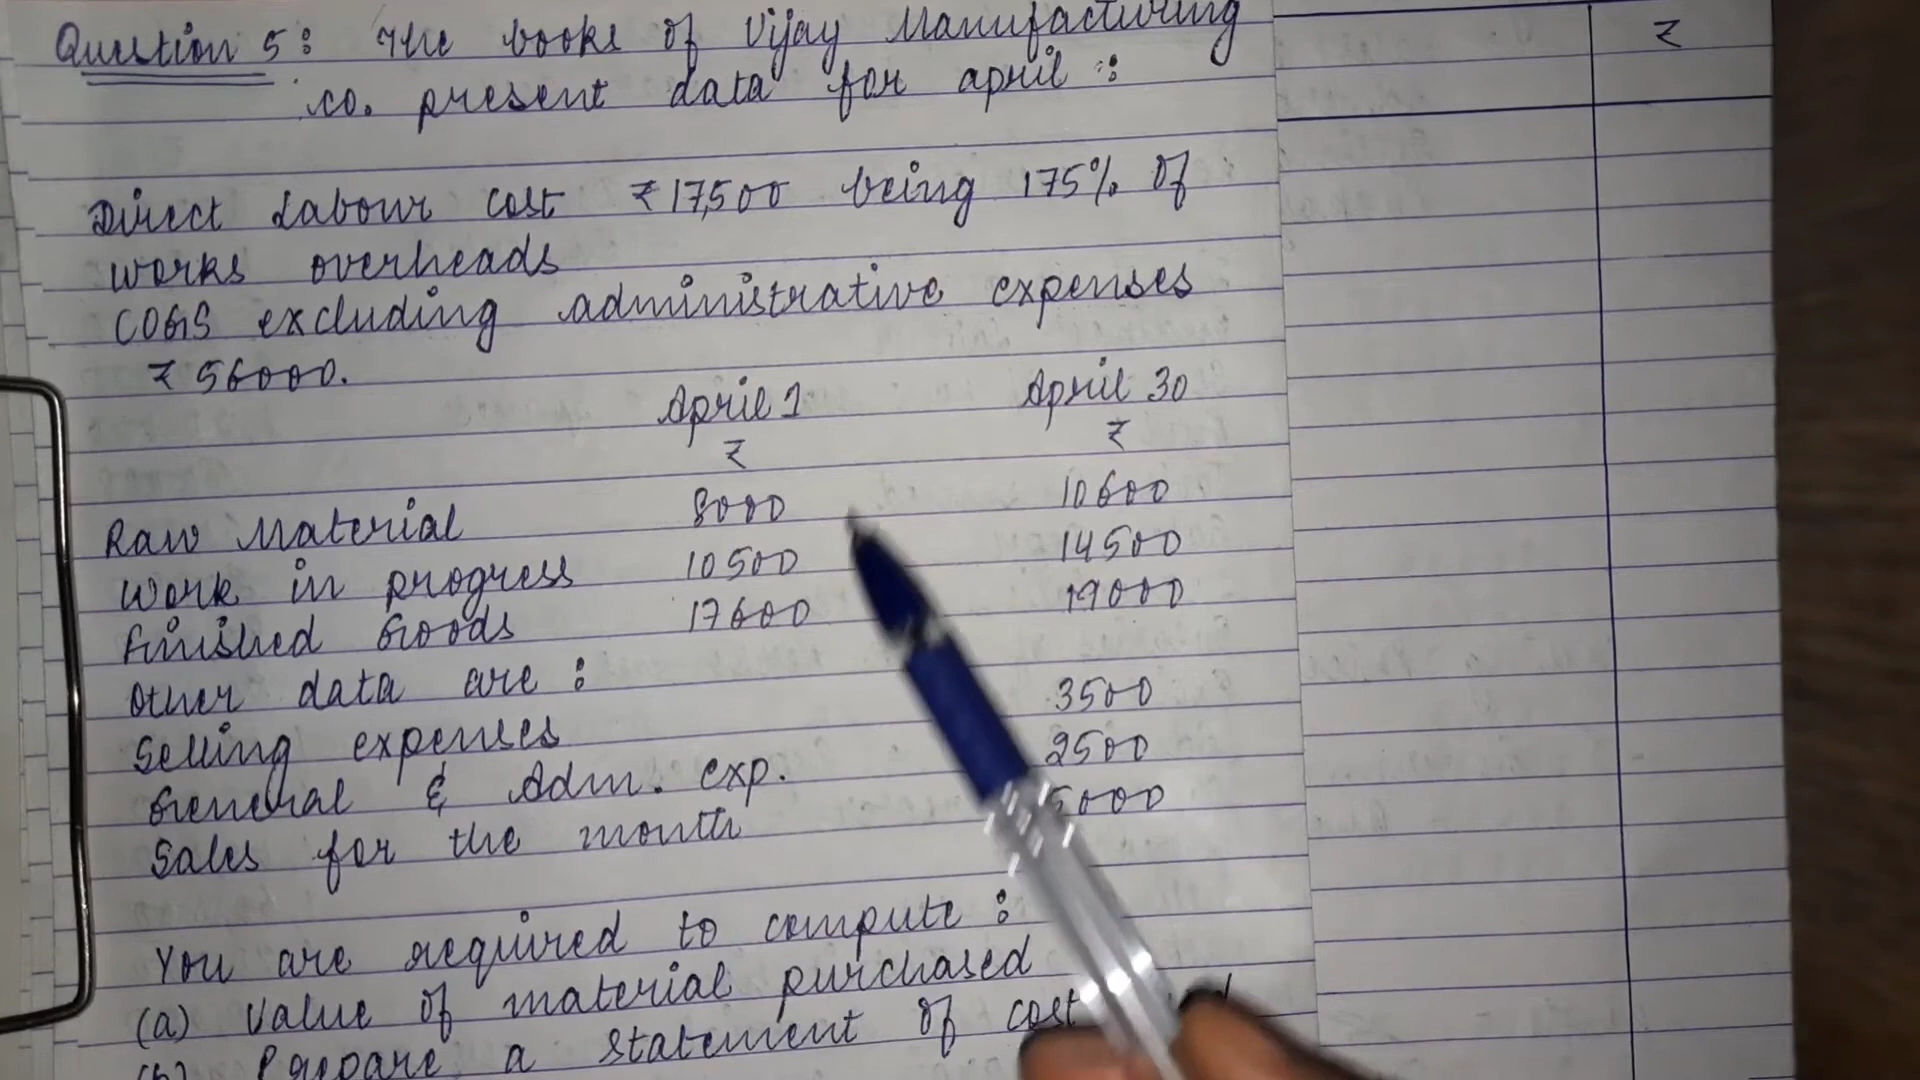 Question 5: The books of Vijay Manufacturing
co. present data for april :
₹
Direct Labour cost ₹17,500 being 175% of
works overheads
COGS excluding administrative expenses
₹ 56000.
April 1 April 30
₹ ₹
Raw Material 8000 10600
Work in progress 10500 14500
Finished Goods 17600 19000
Other data are :
Selling expenses 3500
General & Adm. exp. 2500
Sales for the month
You are required to compute :
(a) Value of material purchased
(b) Prepare a statement of cost